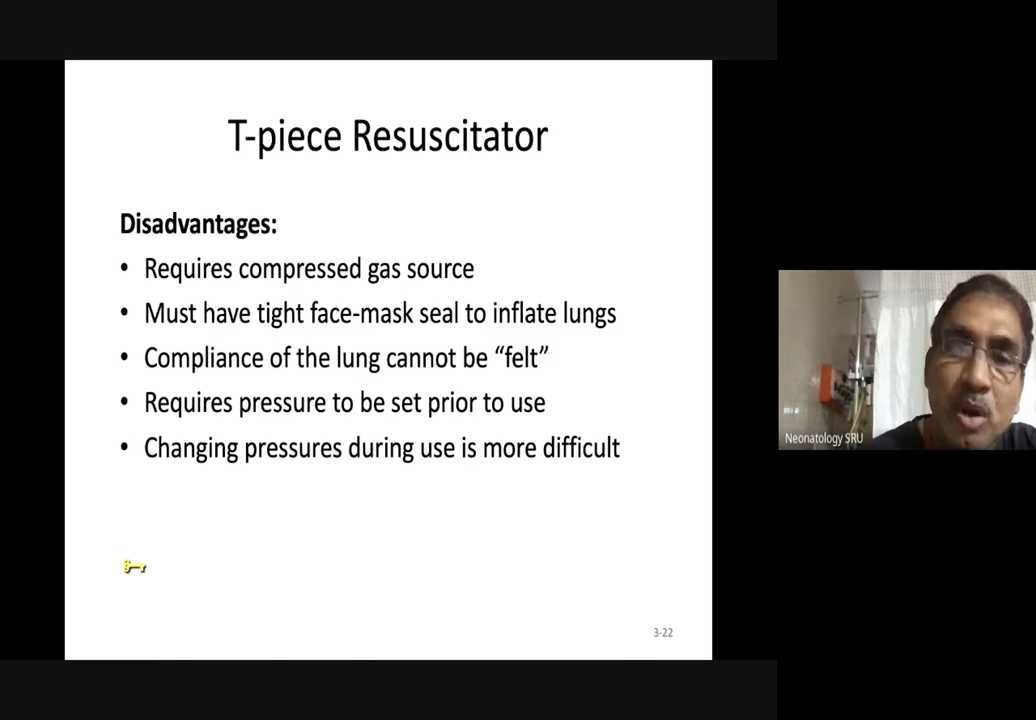 T-piece Resuscitator
Disadvantages:
• Requires compressed gas source
• Must have tight face-mask seal to inflate lungs
• Compliance of the lung cannot be “felt”
• Requires pressure to be set prior to use
• Changing pressures during use is more difficult
3-22
Neonatology SRU